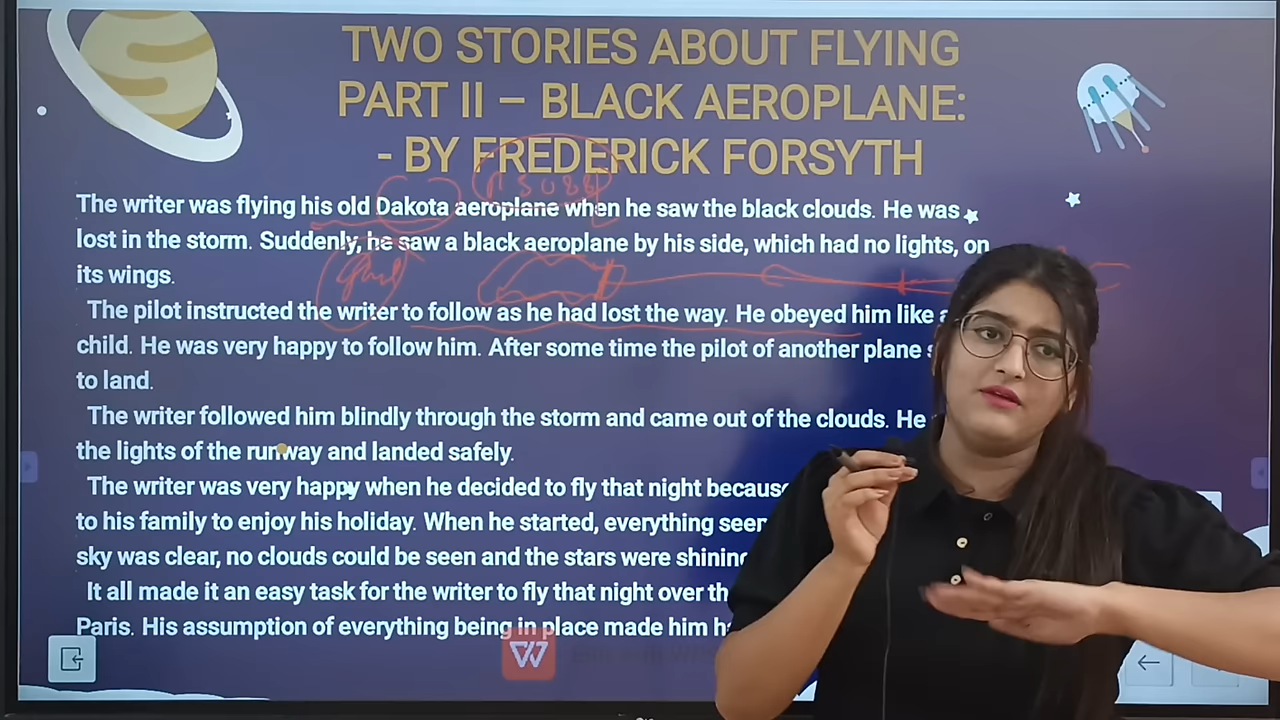 TWO STORIES ABOUT FLYING
PART II – BLACK AEROPLANE:
- BY FREDERICK FORSYTH
The writer was flying his old Dakota aeroplane when he saw the black clouds. He was
lost in the storm. Suddenly, he saw a black aeroplane by his side, which had no lights, on
its wings.
The pilot instructed the writer to follow as he had lost the way. He obeyed him like a
child. He was very happy to follow him. After some time the pilot of another plane
to land.
The writer followed him blindly through the storm and came out of the clouds. He
the lights of the runway and landed safely.
The writer was very happy when he decided to fly that night because
to his family to enjoy his holiday. When he started, everything
sky was clear, no clouds could be seen and the stars were shining
It all made it an easy task for the writer to fly that night over
Paris. His assumption of everything being in place made him